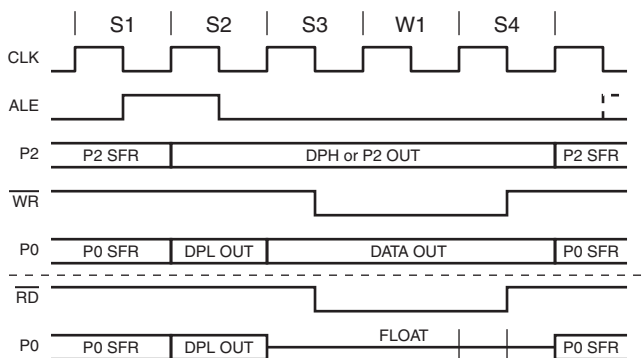 S1 S2 S3 W1 S4
CLK
ALE
P2 P2 SFR DPH or P2 OUT P2 SFR
WR
P0 P0 SFR DPL OUT DATA OUT P0 SFR
RD
P0 P0 SFR DPL OUT FLOAT P0 SFR